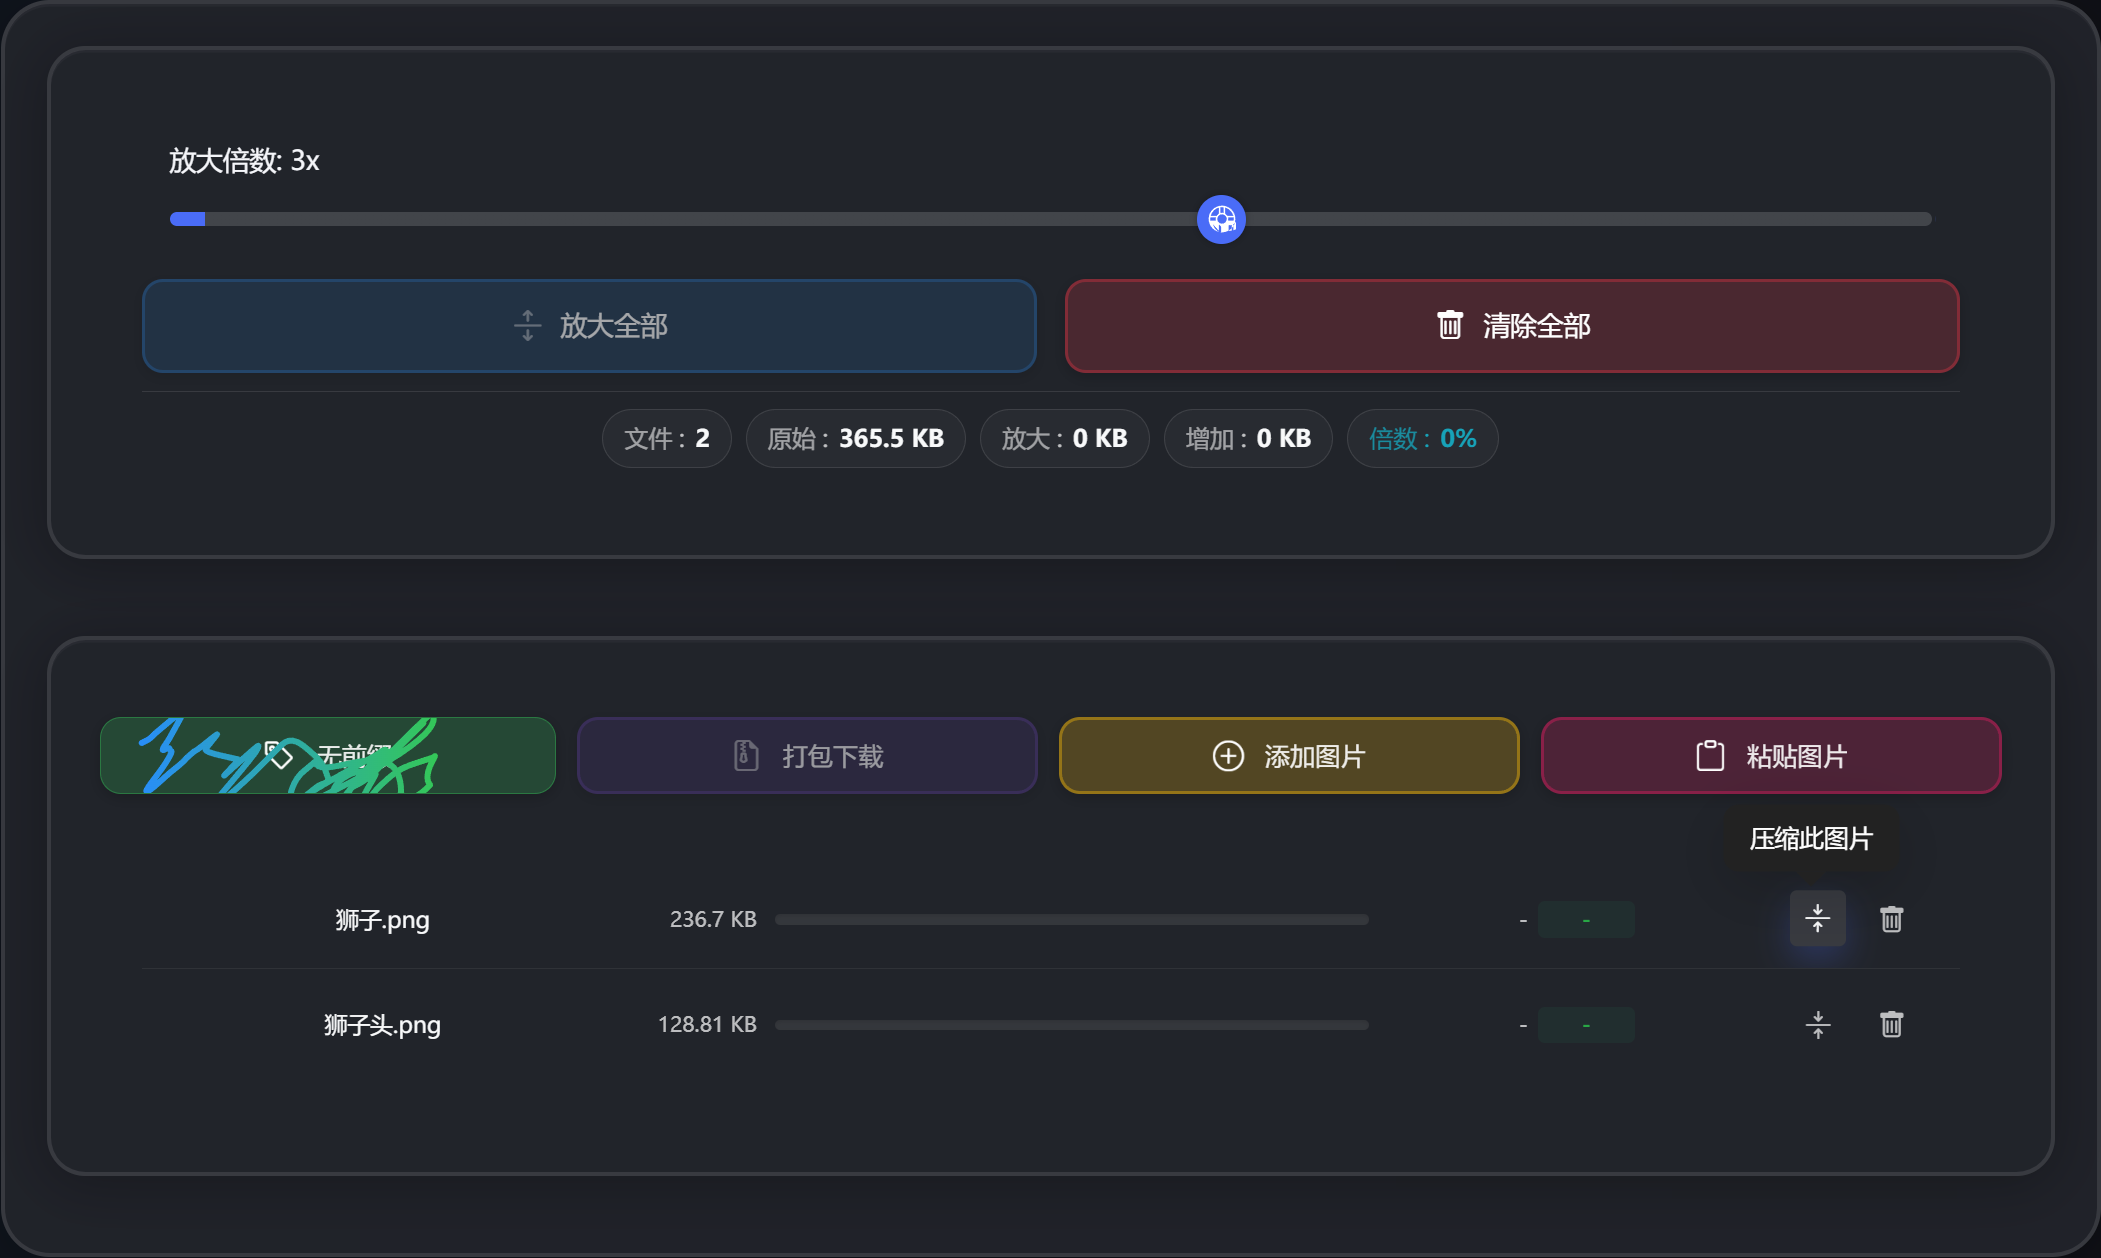 放大倍数: 3x
放大全部
清除全部
文件 : 2
原始 : 365.5 KB
放大 : 0 KB
增加 : 0 KB
倍数 : 0%
无前
打包下载
添加图片
粘贴图片
压缩此图片
狮子.png
236.7 KB
-
-
狮子头.png
128.81 KB
-
-